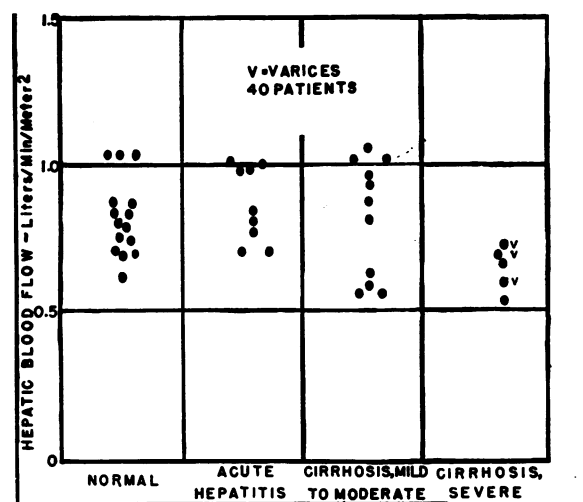 1.5
V=VARICES
40 PATIENTS
1.0
V
V
V
0.5
0
HEPATIC BLOOD FLOW-Liters/Min/Meter2
NORMAL
ACUTE
HEPATITIS
CIRRHOSIS,MILD
TO MODERATE
CIRRHOSIS,
SEVERE